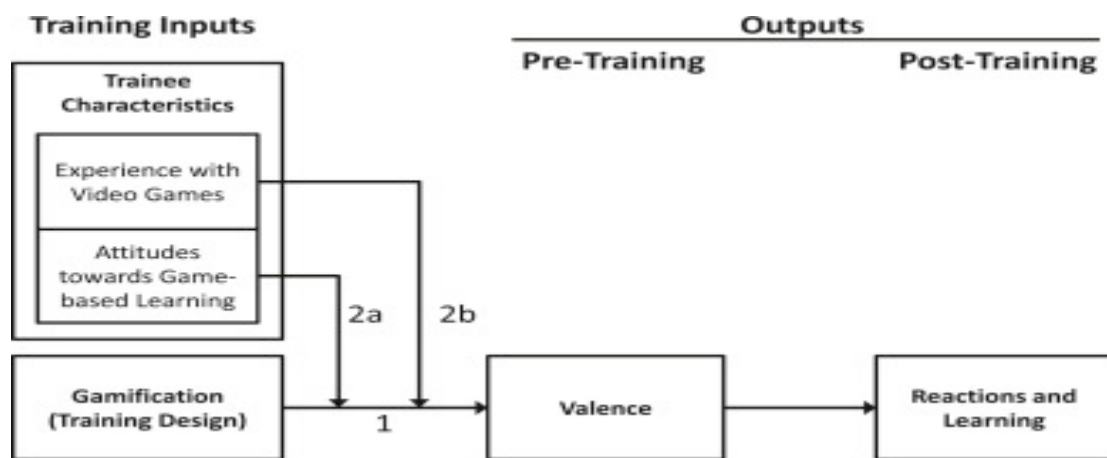 Training Inputs
Outputs
Pre-Training
Post-Training
Trainee
Characteristics
Experience with
Video Games
Attitudes
towards Game-
based Learning
2a
2b
Gamification
(Training Design)
1
Valence
Reactions and
Learning